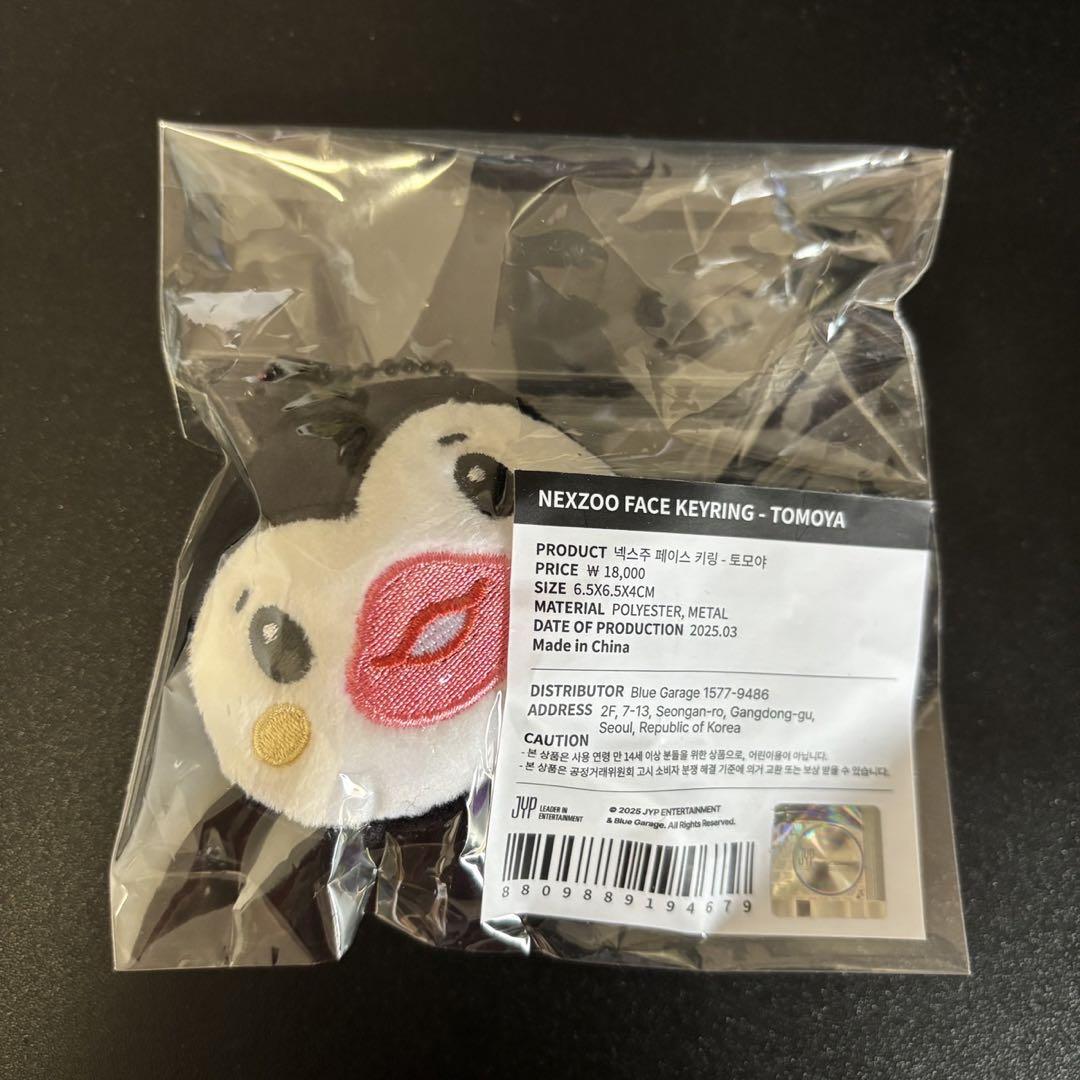 NEXZOO FACE KEYRING - TOMOYA
PRODUCT 넥스주 페이스 키링 - 토모야
PRICE ₩ 18,000
SIZE 6.5X6.5X4CM
MATERIAL POLYESTER, METAL
DATE OF PRODUCTION 2025.03
Made in China
DISTRIBUTOR Blue Garage 1577-9486
ADDRESS 2F, 7-13, Seongan-ro, Gangdong-gu,
Seoul, Republic of Korea
CAUTION
- 본 상품은 사용 연령 만 14세 이상 분들을 위한 상품으로, 어린이용이 아닙니다.
- 본 상품은 공정거래위원회 고시 소비자 분쟁 해결 기준에 의거 교환 또는 보상 받을 수 있습니다.
JYP LEADER IN
ENTERTAINMENT
© 2025 JYP ENTERTAINMENT
& Blue Garage. All Rights Reserved.
8809889194679
JYP